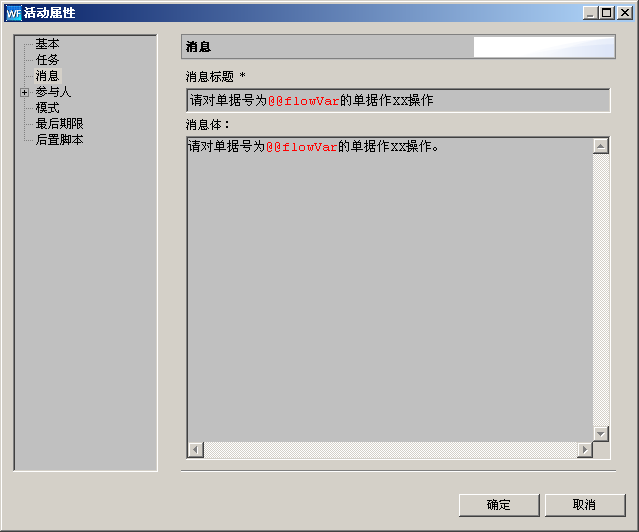 WF 活动属性
基本
任务
消息
参与人
模式
最后期限
后置脚本
消息
消息标题 *
请对单据号为@@flowVar的单据作XX操作
消息体：
请对单据号为@@flowVar的单据作XX操作。
确定
取消